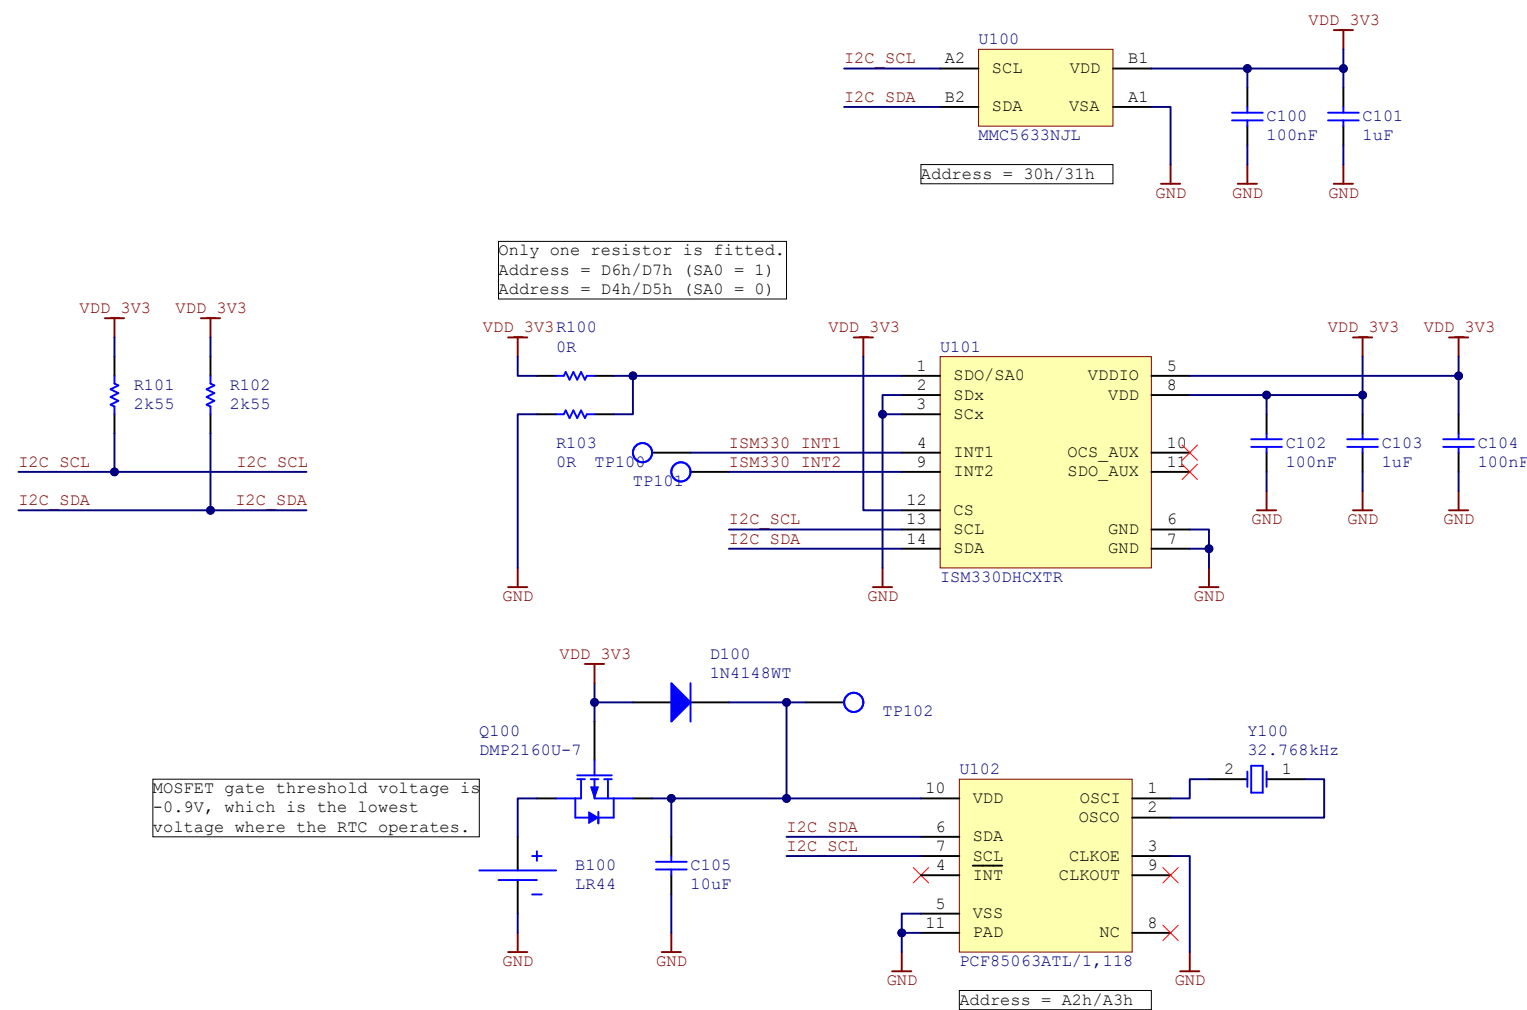 VDD_3V3
U100
I2C_SCL A2 SCL VDD B1
I2C_SDA B2 SDA VSA A1
C100 C101
100nF 1uF
MMC5633NJL
Address = 30h/31h
GND GND GND
Only one resistor is fitted.
Address = D6h/D7h (SA0 = 1)
Address = D4h/D5h (SA0 = 0)
VDD_3V3 VDD_3V3
R101 R102
2k55 2k55
I2C_SCL I2C_SCL
I2C_SDA I2C_SDA
VDD_3V3 R100 VDD_3V3 VDD_3V3 VDD_3V3
0R U101
1 SDO/SA0 VDDIO 5
2 SDx VDD 8
3 SCx
R103
0R TP100 ISM330_INT1 4 INT1 OCS_AUX 10
TP101 ISM330_INT2 9 INT2 SDO_AUX 11
C102 C103 C104
100nF 1uF 100nF
12 CS
I2C_SCL 13 SCL GND 6
I2C_SDA 14 SDA GND 7
GND GND GND
ISM330DHCXTR
GND GND GND
VDD_3V3 D100
1N4148WT
TP102
Q100
DMP2160U-7
Y100
32.768kHz
2 1
MOSFET gate threshold voltage is
-0.9V, which is the lowest
voltage where the RTC operates.
U102
10 VDD OSCI 1
OSCO 2
I2C_SDA 6 SDA
I2C_SCL 7 SCL CLKOE 3
4 INT CLKOUT 9
+ B100 C105
LR44 10uF
−
5 VSS
11 PAD NC 8
GND GND
PCF85063ATL/1,118
GND GND
Address = A2h/A3h